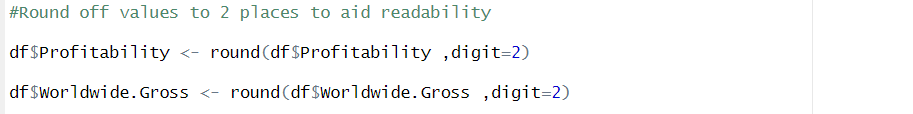 #Round off values to 2 places to aid readability
df$Profitability <- round(df$Profitability ,digit=2)
df$Worldwide.Gross <- round(df$Worldwide.Gross ,digit=2)